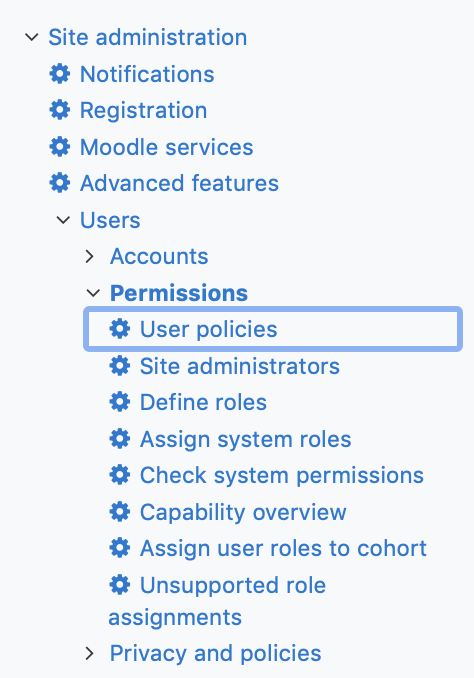 Site administration
Notifications
Registration
Moodle services
Advanced features
Users
Accounts
Permissions
User policies
Site administrators
Define roles
Assign system roles
Check system permissions
Capability overview
Assign user roles to cohort
Unsupported role
assignments
Privacy and policies